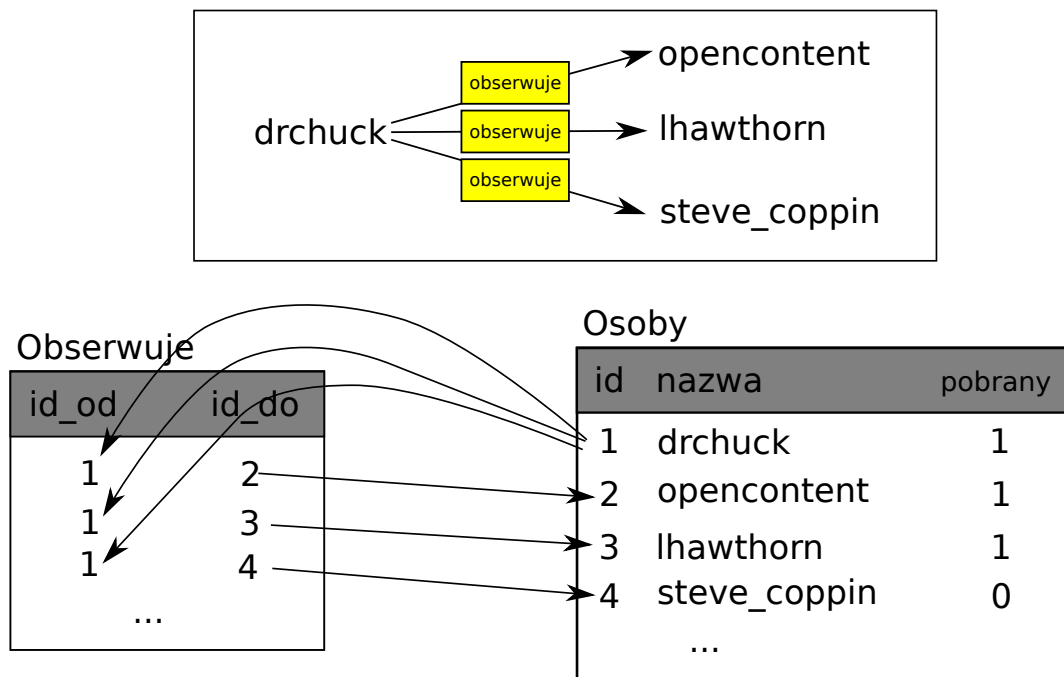 opencontent
obserwuje
drchuck
obserwuje
lhawthorn
obserwuje
steve_coppin
Obserwuje
id_od id_do
1 2
1 3
1 4
...
Osoby
id nazwa pobrany
1 drchuck 1
2 opencontent 1
3 lhawthorn 1
4 steve_coppin 0
...